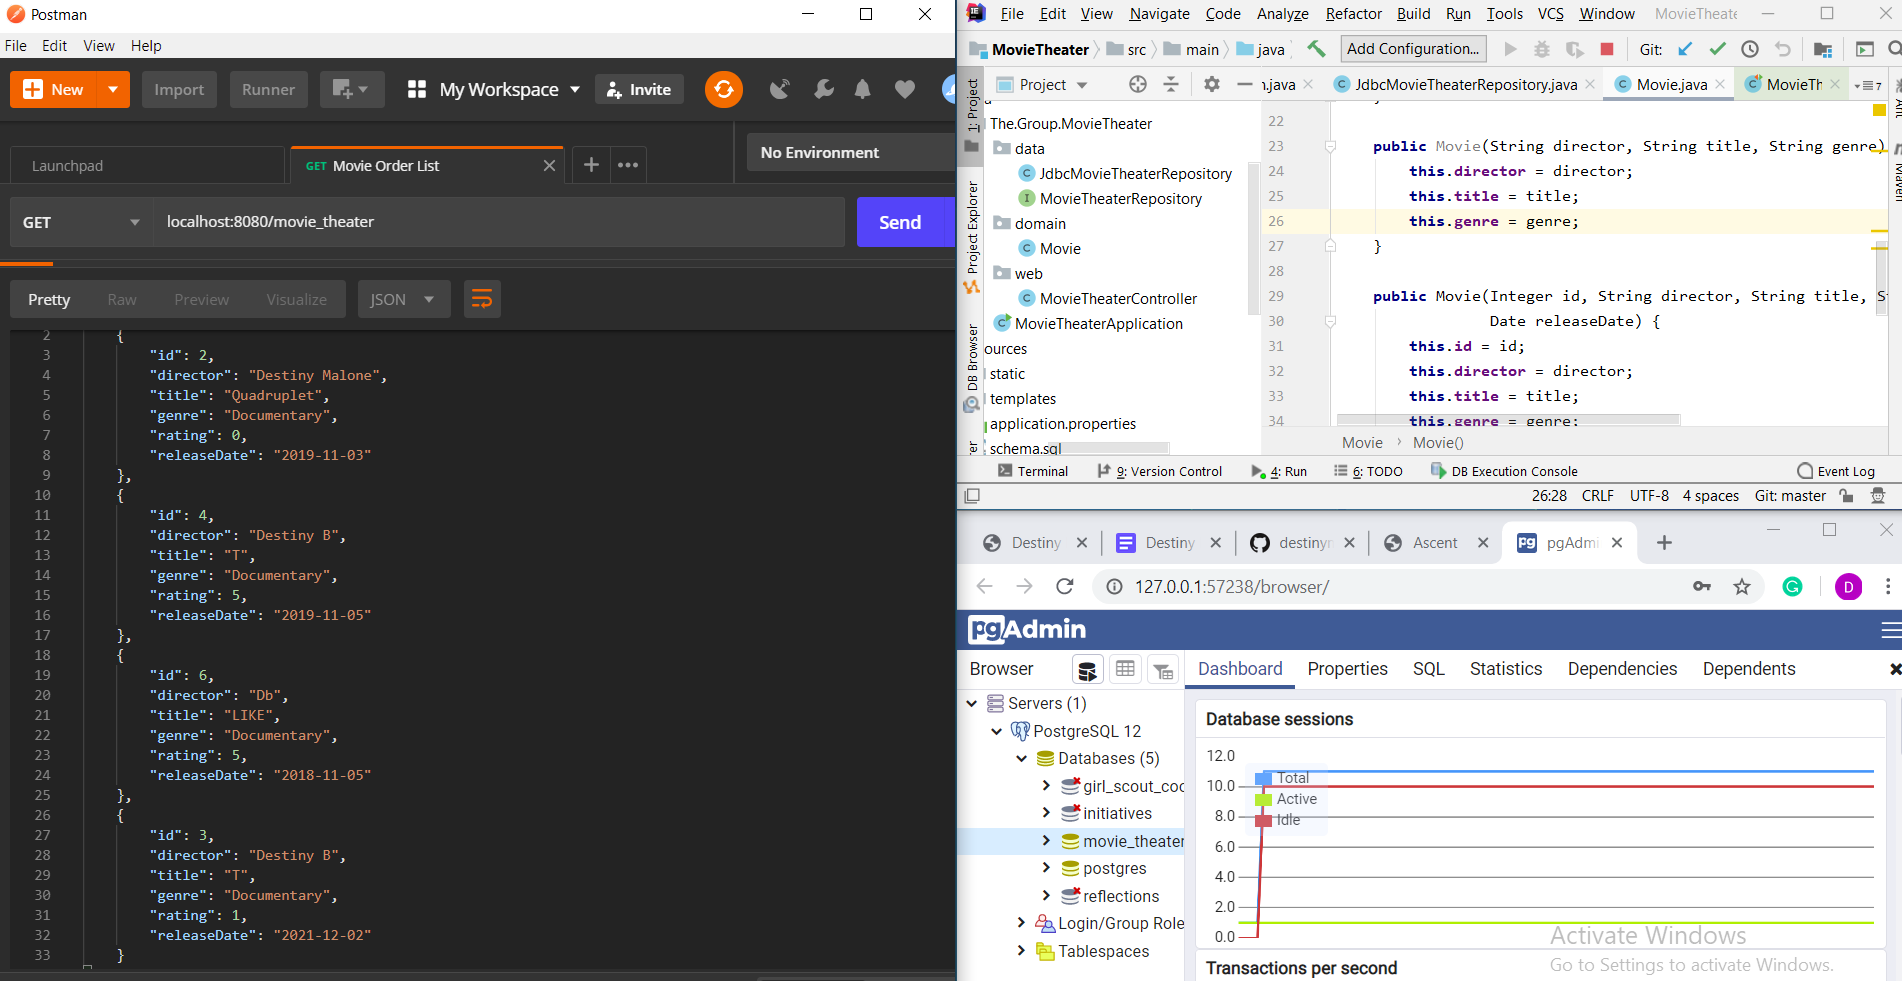 Postman
File Edit View Help
New Import Runner My Workspace Invite
Launchpad GET Movie Order List No Environment
GET localhost:8080/movie_theater Send
Pretty Raw Preview Visualize JSON
2 {
3 "id": 2,
4 "director": "Destiny Malone",
5 "title": "Quadruplet",
6 "genre": "Documentary",
7 "rating": 0,
8 "releaseDate": "2019-11-03"
9 },
10 {
11 "id": 4,
12 "director": "Destiny B",
13 "title": "T",
14 "genre": "Documentary",
15 "rating": 5,
16 "releaseDate": "2019-11-05"
17 },
18 {
19 "id": 6,
20 "director": "Db",
21 "title": "LIKE",
22 "genre": "Documentary",
23 "rating": 5,
24 "releaseDate": "2018-11-05"
25 },
26 {
27 "id": 3,
28 "director": "Destiny B",
29 "title": "T",
30 "genre": "Documentary",
31 "rating": 1,
32 "releaseDate": "2021-12-02"
33 }
File Edit View Navigate Code Analyze Refactor Build Run Tools VCS Window MovieTheate
MovieTheater src main java Add Configuration... Git:
Project .java JdbcMovieTheaterRepository.java Movie.java MovieTh 7
1: Project
Project Explorer
DB Browser
Ant
Maven
The.Group.MovieTheater
data
JdbcMovieTheaterRepository
MovieTheaterRepository
domain
Movie
web
MovieTheaterController
MovieTheaterApplication
ources
static
templates
application.properties
schema.sql
22
23 public Movie(String director, String title, String genre)
24 this.director = director;
25 this.title = title;
26 this.genre = genre;
27 }
28
29 public Movie(Integer id, String director, String title, St
30 Date releaseDate) {
31 this.id = id;
32 this.director = director;
33 this.title = title;
34 this.genre = genre;
Movie Movie()
Terminal 9: Version Control 4: Run 6: TODO DB Execution Console Event Log
26:28 CRLF UTF-8 4 spaces Git: master
Destiny Destiny destinyr Ascent pgAdmi
127.0.0.1:57238/browser/ D
pgAdmin
Browser Dashboard Properties SQL Statistics Dependencies Dependents
Servers (1)
PostgreSQL 12
Databases (5)
girl_scout_coo
initiatives
movie_theater
postgres
reflections
Login/Group Role
Tablespaces
Database sessions
12.0
10.0
8.0
6.0
4.0
2.0
0.0
Total
Active
Idle
Transactions per second
Activate Windows
Go to Settings to activate Windows.